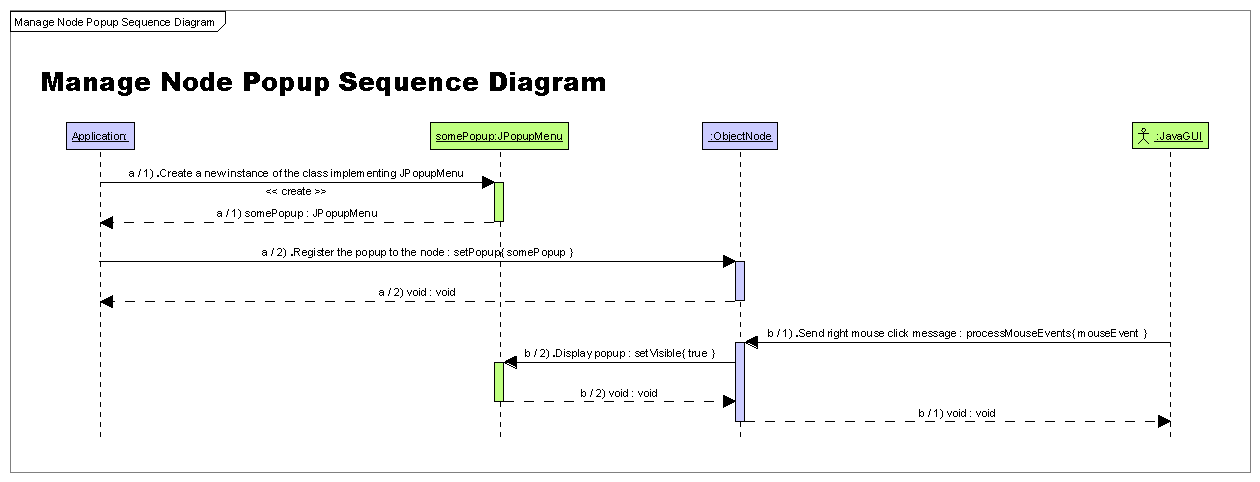 Manage Node Popup Sequence Diagram
Manage Node Popup Sequence Diagram
Application:
somePopup:JPopupMenu
:ObjectNode
:JavaGUI
a / 1) .Create a new instance of the class implementing JPopupMenu
<< create >>
a / 1) somePopup : JPopupMenu
a / 2) .Register the popup to the node : setPopup{ somePopup }
a / 2) void : void
b / 1) .Send right mouse click message : processMouseEvents{ mouseEvent }
b / 2) .Display popup : setVisible{ true }
b / 2) void : void
b / 1) void : void